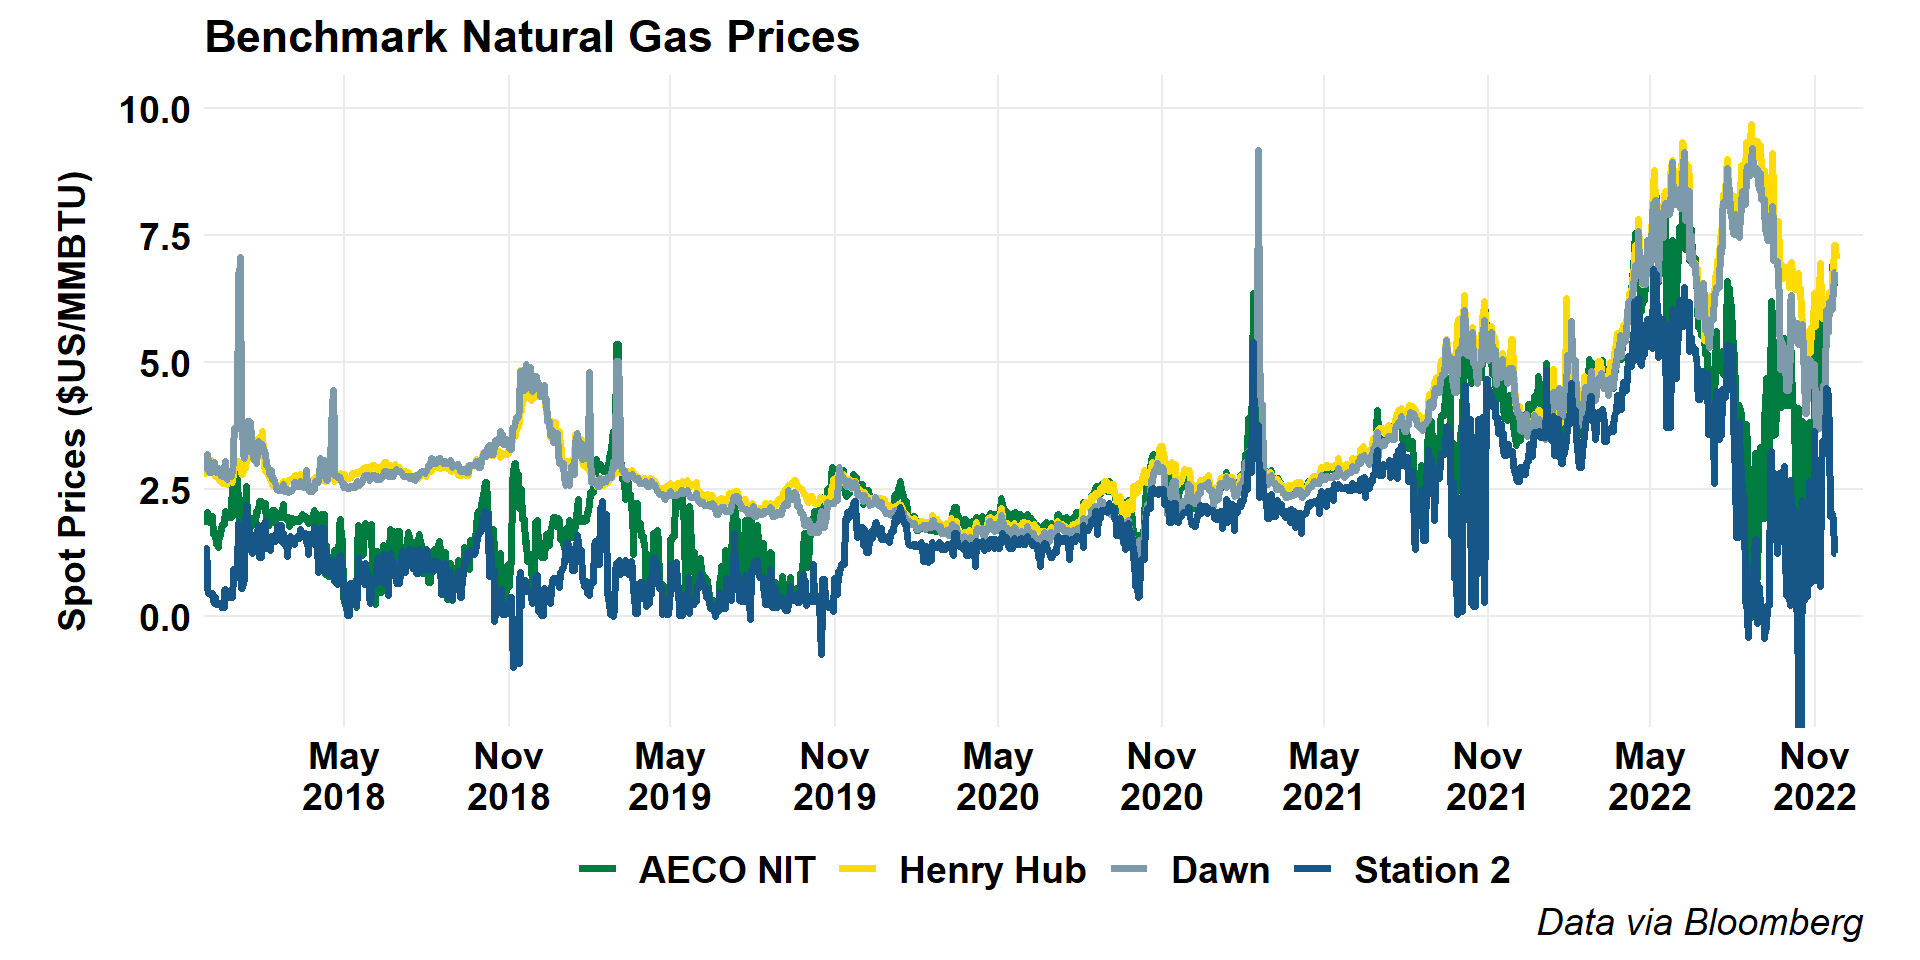 Benchmark Natural Gas Prices
Spot Prices ($US/MMBTU)
10.0
7.5
5.0
2.5
0.0
May Nov May Nov May Nov May Nov May Nov
2018 2018 2019 2019 2020 2020 2021 2021 2022 2022
AECO NIT Henry Hub Dawn Station 2
Data via Bloomberg